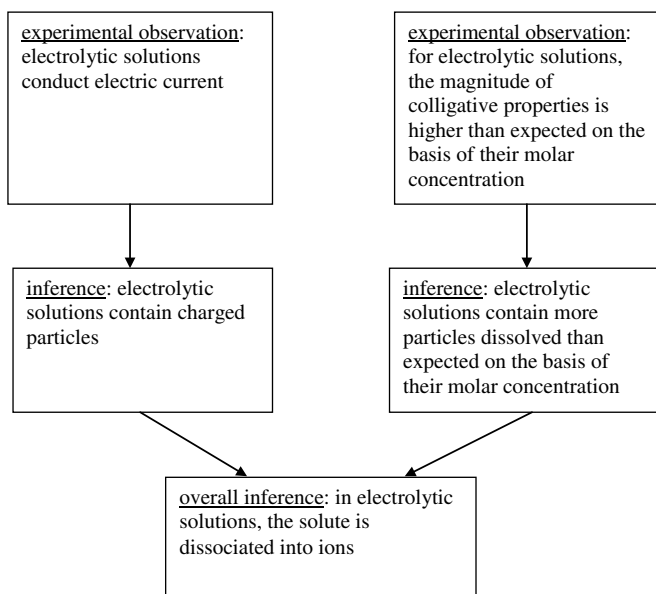 experimental observation:
electrolytic solutions
conduct electric current
experimental observation:
for electrolytic solutions,
the magnitude of
colligative properties is
higher than expected on the
basis of their molar
concentration
inference: electrolytic
solutions contain charged
particles
inference: electrolytic
solutions contain more
particles dissolved than
expected on the basis of
their molar concentration
overall inference: in electrolytic
solutions, the solute is
dissociated into ions